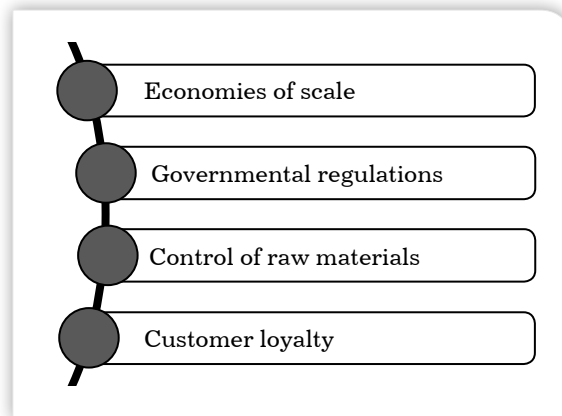 Economies of scale
Governmental regulations
Control of raw materials
Customer loyalty